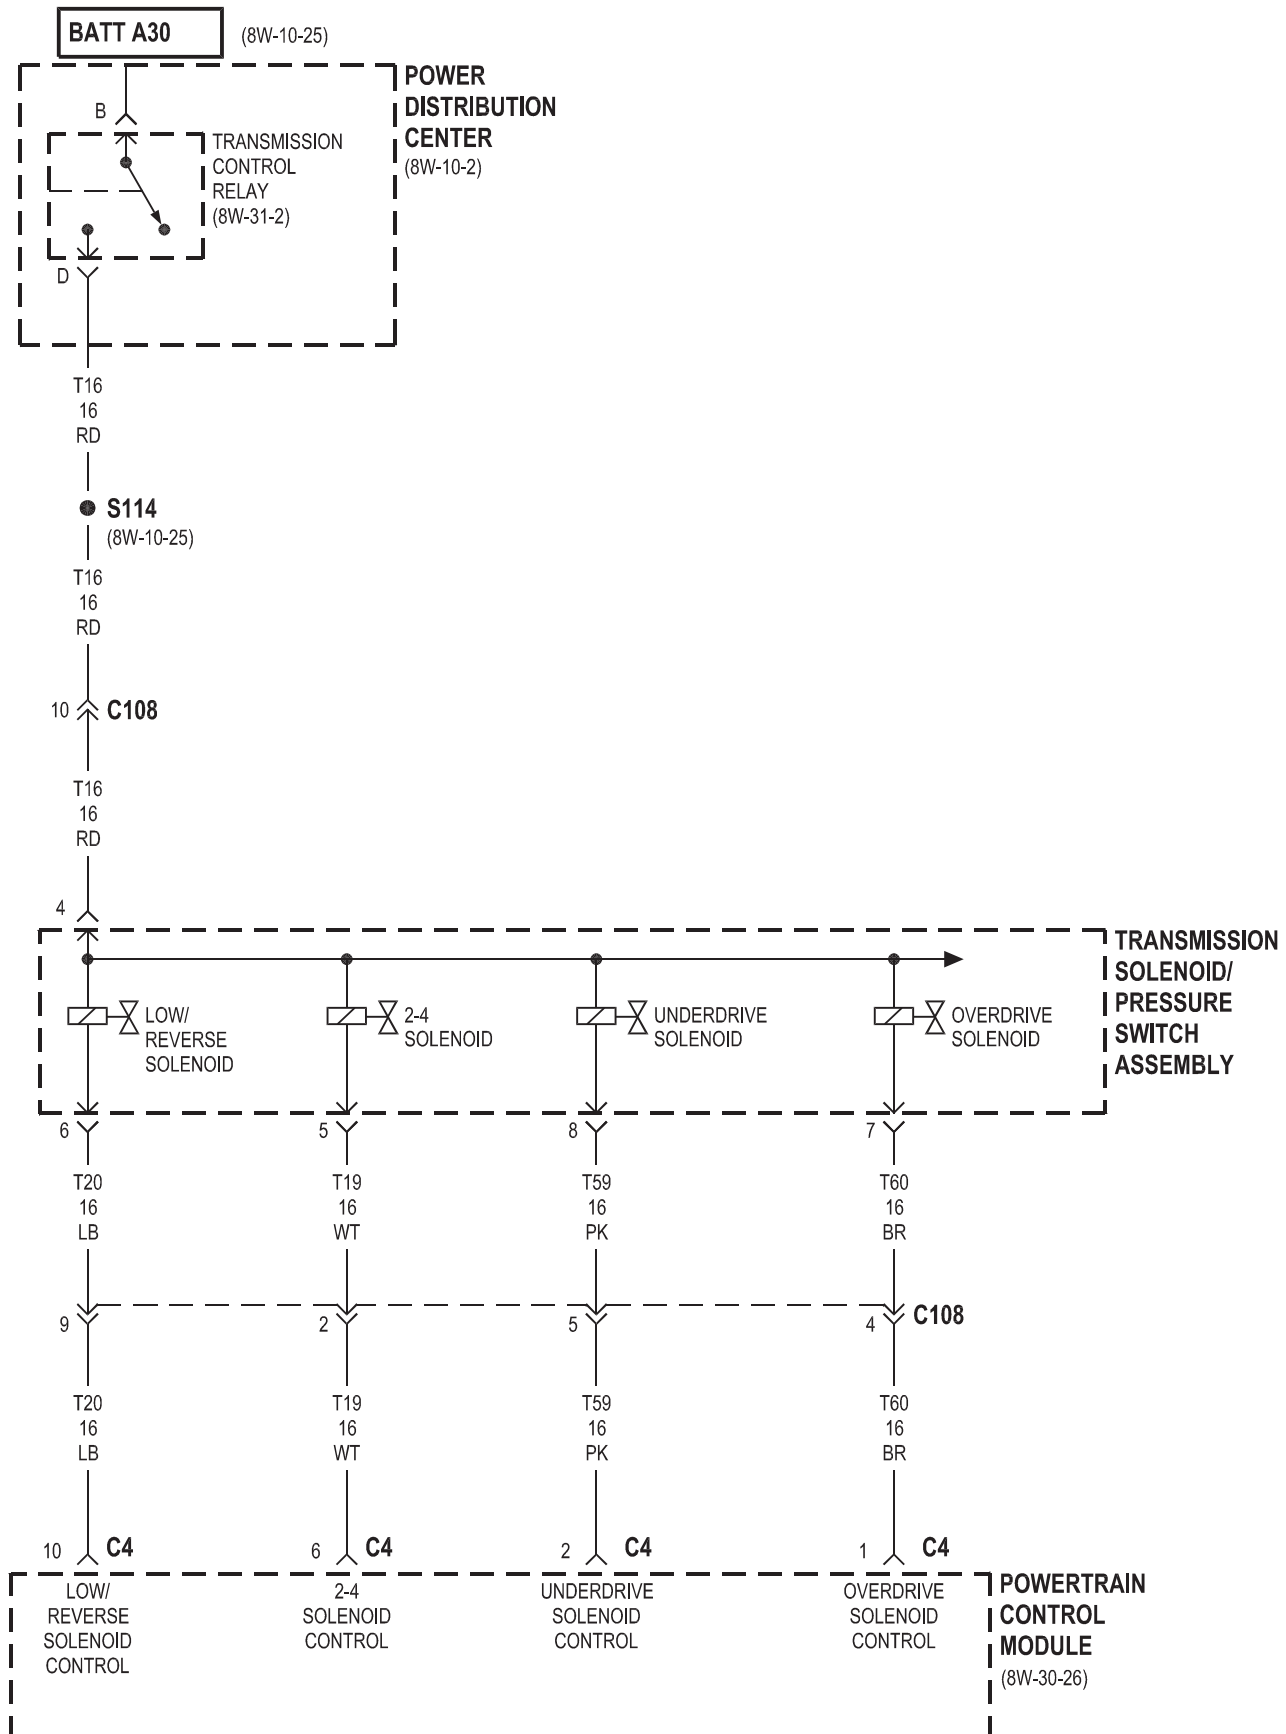 BATT A30
(8W-10-25)
POWER
DISTRIBUTION
CENTER
(8W-10-2)
B
TRANSMISSION
CONTROL
RELAY
(8W-31-2)
D
T16
16
RD
S114
(8W-10-25)
T16
16
RD
10
C108
T16
16
RD
4
TRANSMISSION
SOLENOID/
PRESSURE
SWITCH
ASSEMBLY
LOW/
REVERSE
SOLENOID
2-4
SOLENOID
UNDERDRIVE
SOLENOID
OVERDRIVE
SOLENOID
6
5
8
7
T20
16
LB
T19
16
WT
T59
16
PK
T60
16
BR
9
2
5
4
C108
T20
16
LB
T19
16
WT
T59
16
PK
T60
16
BR
10
C4
6
C4
2
C4
1
C4
LOW/
REVERSE
SOLENOID
CONTROL
2-4
SOLENOID
CONTROL
UNDERDRIVE
SOLENOID
CONTROL
OVERDRIVE
SOLENOID
CONTROL
POWERTRAIN
CONTROL
MODULE
(8W-30-26)